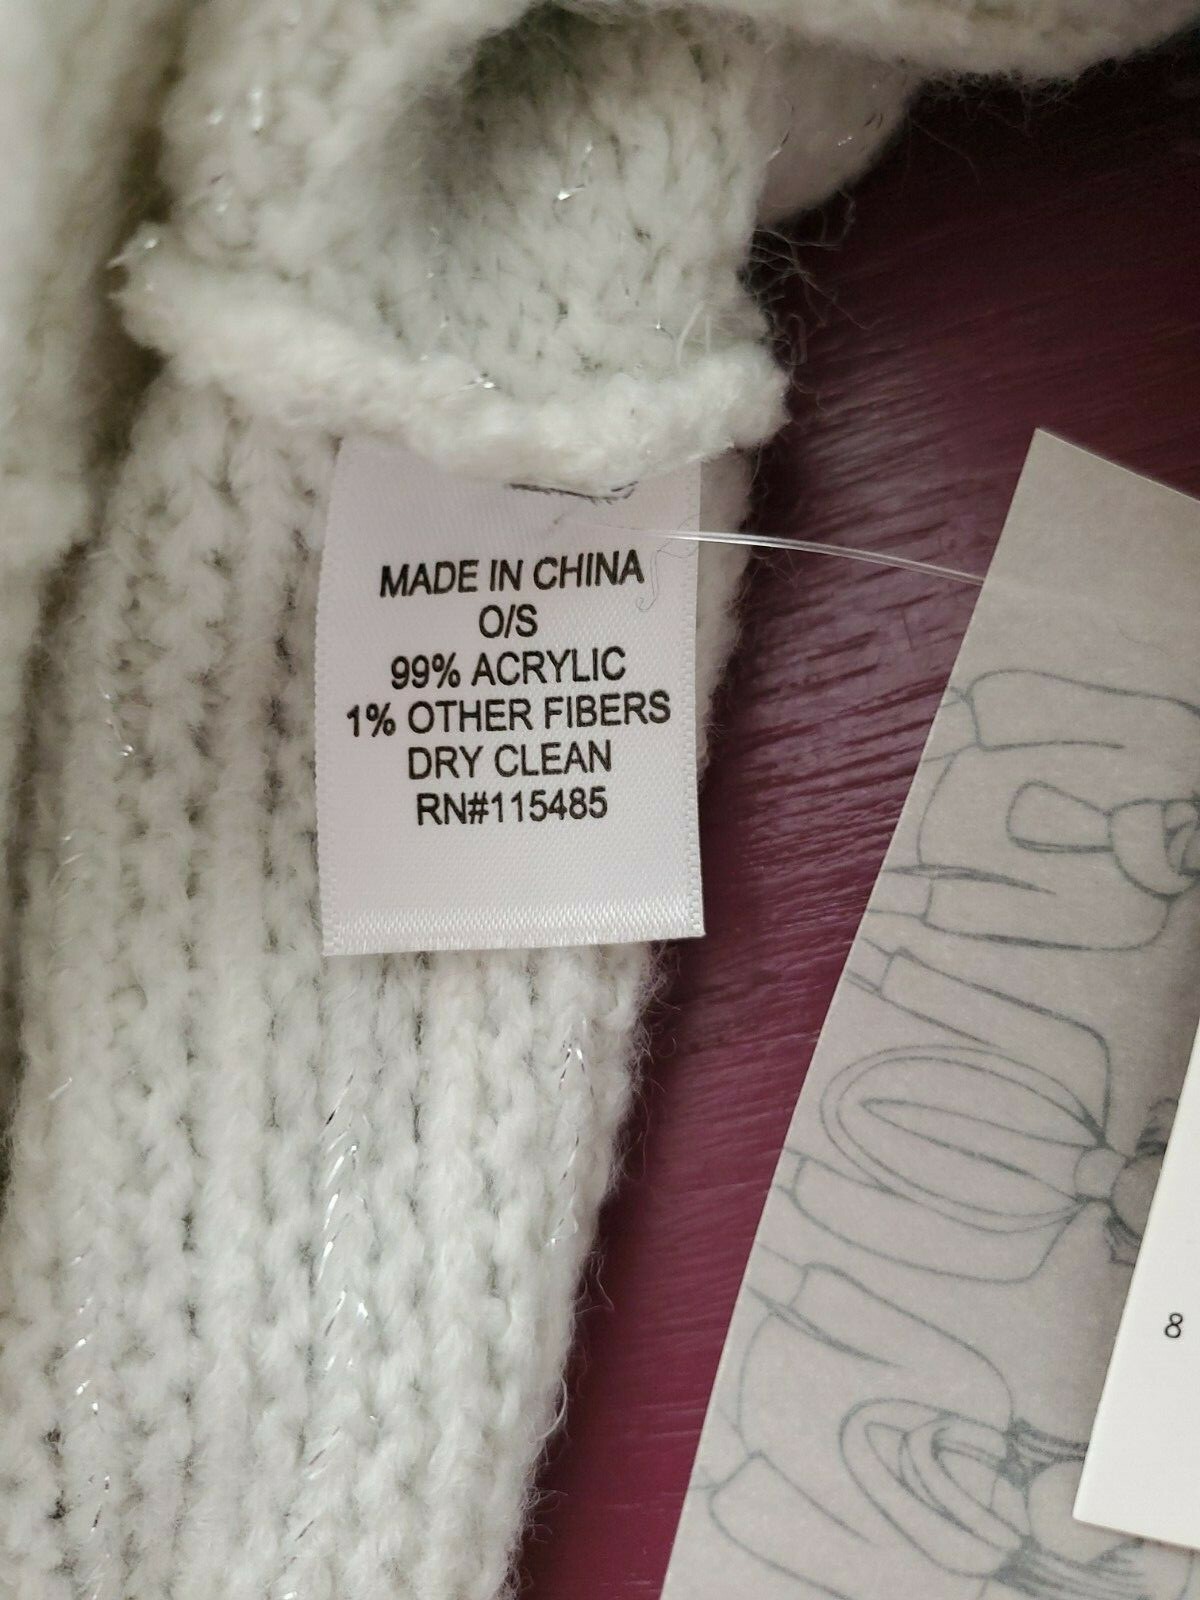 MADE IN CHINA
O/S
99% ACRYLIC
1% OTHER FIBERS
DRY CLEAN
RN#115485
8